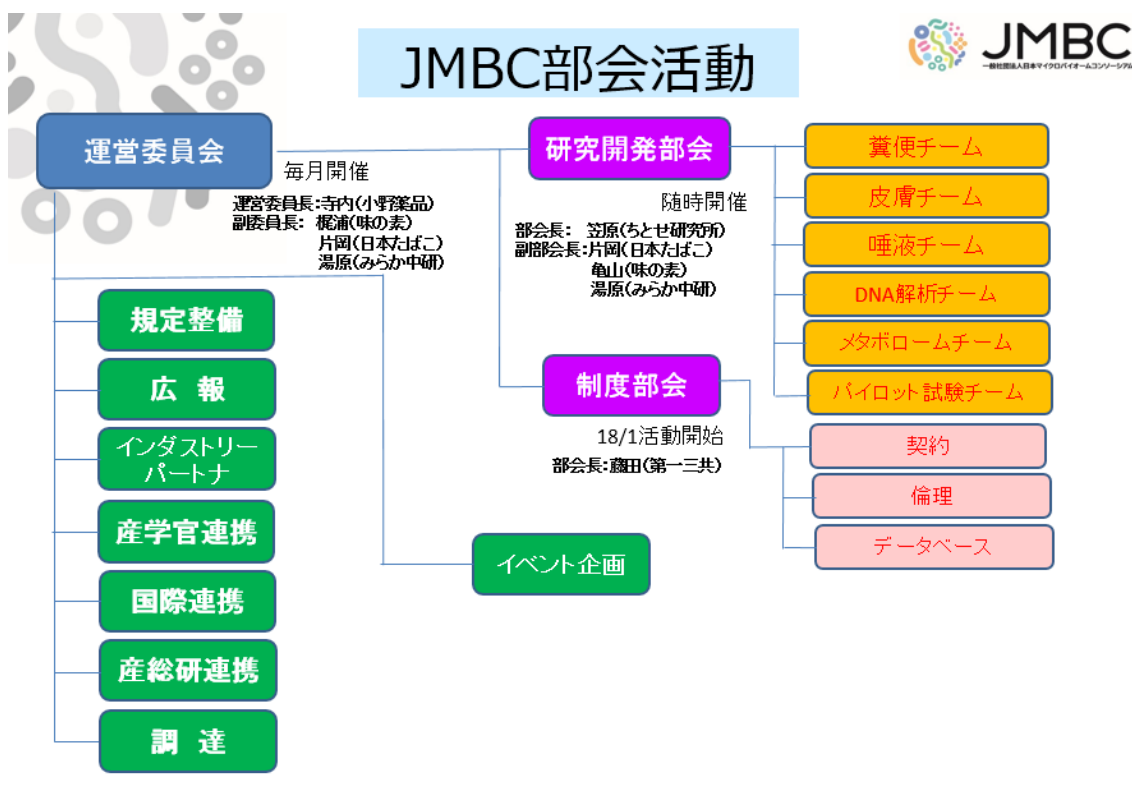 JMBC部会活動
JMBC
一般社団法人日本マイクロバイオームコンソーシアム
運営委員会
毎月開催
運営委員長:寺内(小野薬品)
副委員長: 梶浦(味の素)
片岡(日本たばこ)
湯原(みらか中研)
規定整備
広 報
インダストリー
パートナ
産学官連携
国際連携
産総研連携
調 達
イベント企画
研究開発部会
随時開催
部会長: 笠原(ちとせ研究所)
副部会長:片岡(日本たばこ)
亀山(味の素)
湯原(みらか中研)
糞便チーム
皮膚チーム
唾液チーム
DNA解析チーム
メタボロームチーム
パイロット試験チーム
制度部会
18/1活動開始
部会長:藤田(第一三共)
契約
倫理
データベース